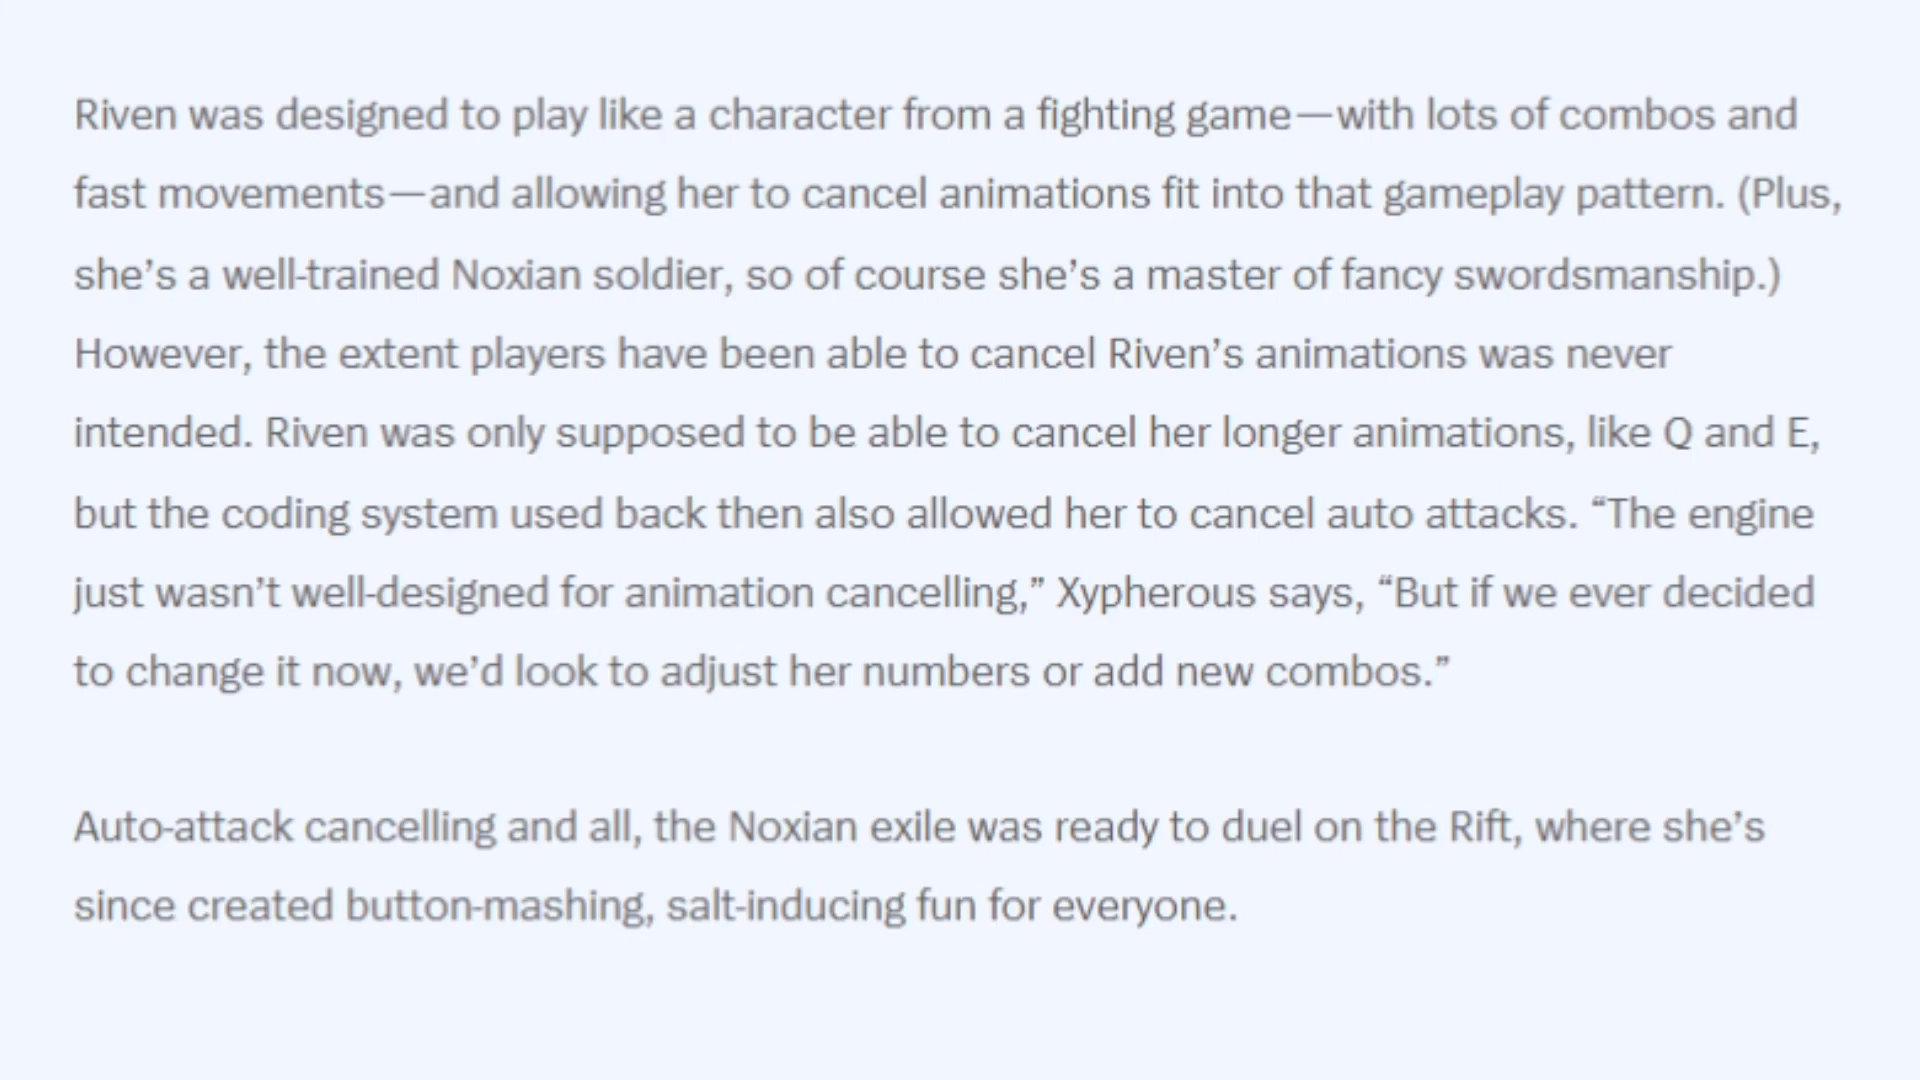 Riven was designed to play like a character from a fighting game—with lots of combos and
fast movements—and allowing her to cancel animations fit into that gameplay pattern. (Plus,
she’s a well-trained Noxian soldier, so of course she’s a master of fancy swordsmanship.)
However, the extent players have been able to cancel Riven’s animations was never
intended. Riven was only supposed to be able to cancel her longer animations, like Q and E,
but the coding system used back then also allowed her to cancel auto attacks. “The engine
just wasn’t well-designed for animation cancelling,” Xypherous says, “But if we ever decided
to change it now, we’d look to adjust her numbers or add new combos.”
Auto-attack cancelling and all, the Noxian exile was ready to duel on the Rift, where she’s
since created button-mashing, salt-inducing fun for everyone.